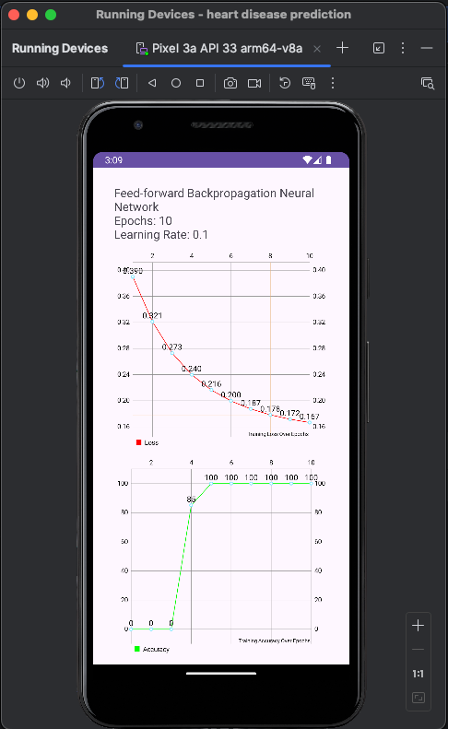 Running Devices - heart disease prediction
Running Devices
Pixel 3a API 33 arm64-v8a
3:09
Feed-forward Backpropagation Neural
Network
Epochs: 10
Learning Rate: 0.1
2 4 6 8 10
0.40 0.390 0.40
0.36 0.36
0.321
0.32 0.32
0.28 0.273 0.28
0.24 0.240 0.24
0.216
0.20 0.200 0.20
0.187 0.178 0.172 0.167
0.16 0.16
Training Loss Over Epochs
Loss
2 4 6 8 10
100 100 100 100 100 100 100 100
85
80 80
60 60
40 40
20 20
0 0 0 0 0
Training Accuracy Over Epochs
Accuracy
1:1